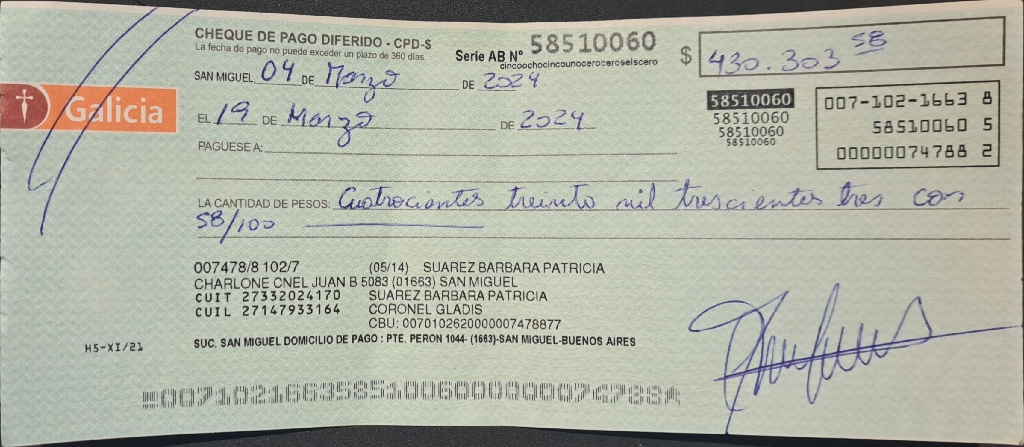 CHEQUE DE PAGO DIFERIDO - CPD-$
La fecha de pago no puede exceder un plazo de 360 días.
Serie AB Nº 58510060
cincoochocincounoceroceroseiscero
$ 430.303 58
SAN MIGUEL 04 DE Marzo DE 2024
Galicia
EL 19 DE Marzo DE 2024
58510060
58510060
58510060
58510060
007-102-1663 8
58510060 5
00000074788 2
PAGUESE A:
LA CANTIDAD DE PESOS: Cuatrocientos treinta mil trescientos tres con
58/100
007478/8 102/7 (05/14) SUAREZ BARBARA PATRICIA
CHARLONE CNEL JUAN B 5083 (01663) SAN MIGUEL
CUIT 27332024170 SUAREZ BARBARA PATRICIA
CUIL 27147933164 CORONEL GLADIS
CBU: 0070102620000007478877
SUC. SAN MIGUEL DOMICILIO DE PAGO : PTE. PERON 1044- (1663)-SAN MIGUEL-BUENOS AIRES
HS-XI/21